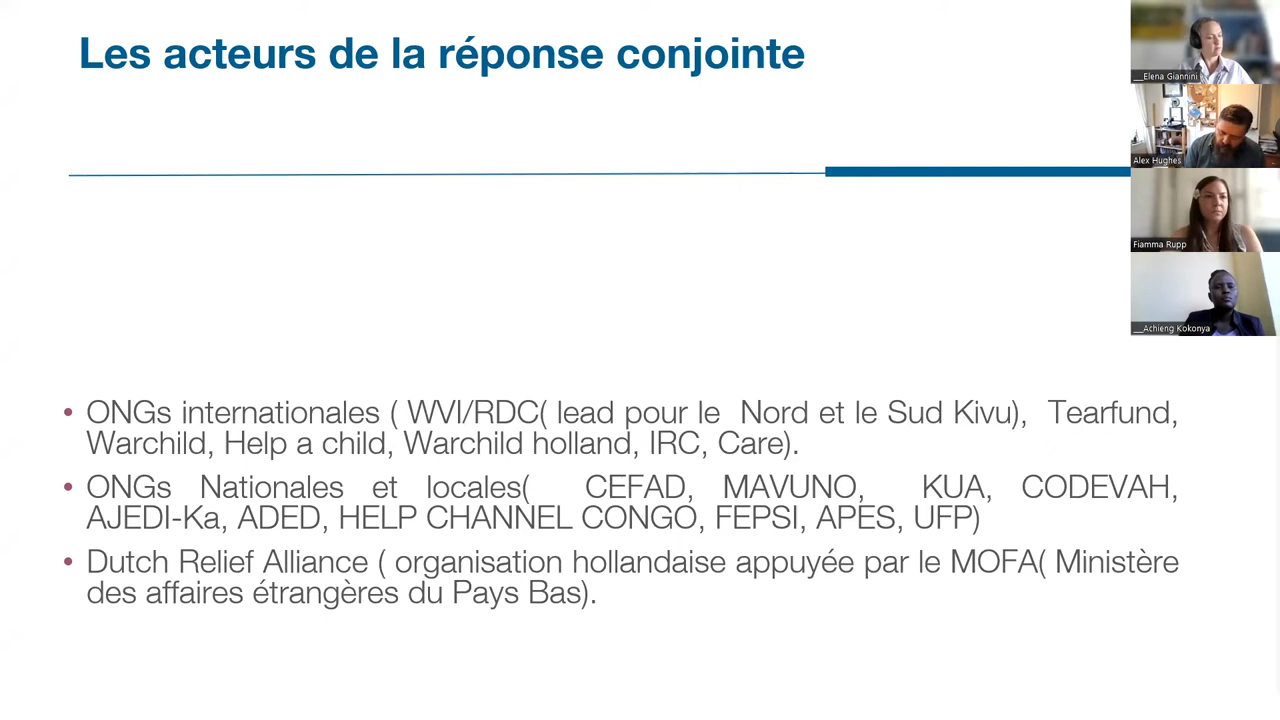 Les acteurs de la réponse conjointe
__Elena Giannini
Alex Hughes
Fiamma Rupp
__Achieng Kokonya
• ONGs internationales ( WVI/RDC( lead pour le Nord et le Sud Kivu), Tearfund,
Warchild, Help a child, Warchild holland, IRC, Care).
• ONGs Nationales et locales( CEFAD, MAVUNO, KUA, CODEVAH,
AJEDI-Ka, ADED, HELP CHANNEL CONGO, FEPSI, APES, UFP)
• Dutch Relief Alliance ( organisation hollandaise appuyée par le MOFA( Ministère
des affaires étrangères du Pays Bas).